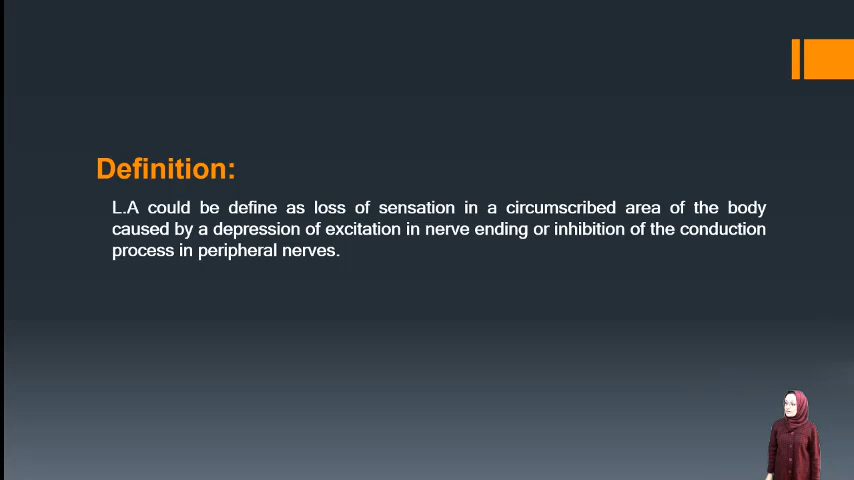 Definition:
L.A could be define as loss of sensation in a circumscribed area of the body
caused by a depression of excitation in nerve ending or inhibition of the conduction
process in peripheral nerves.